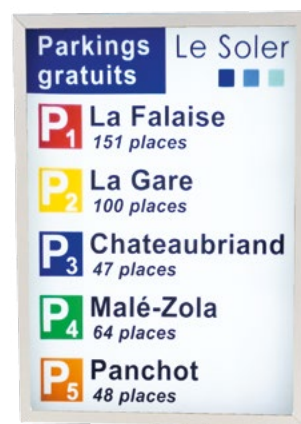 Parkings gratuits
Le Soler
P1 La Falaise
151 places
P2 La Gare
100 places
P3 Chateaubriand
47 places
P4 Malé-Zola
64 places
P5 Panchot
48 places